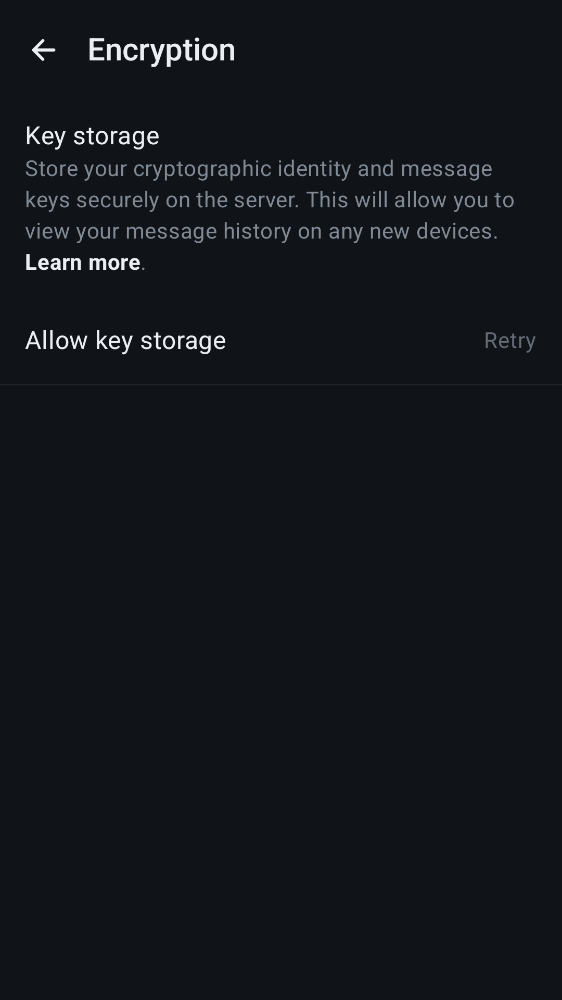 Encryption
Key storage
Store your cryptographic identity and message
keys securely on the server. This will allow you to
view your message history on any new devices.
Learn more.
Allow key storage Retry